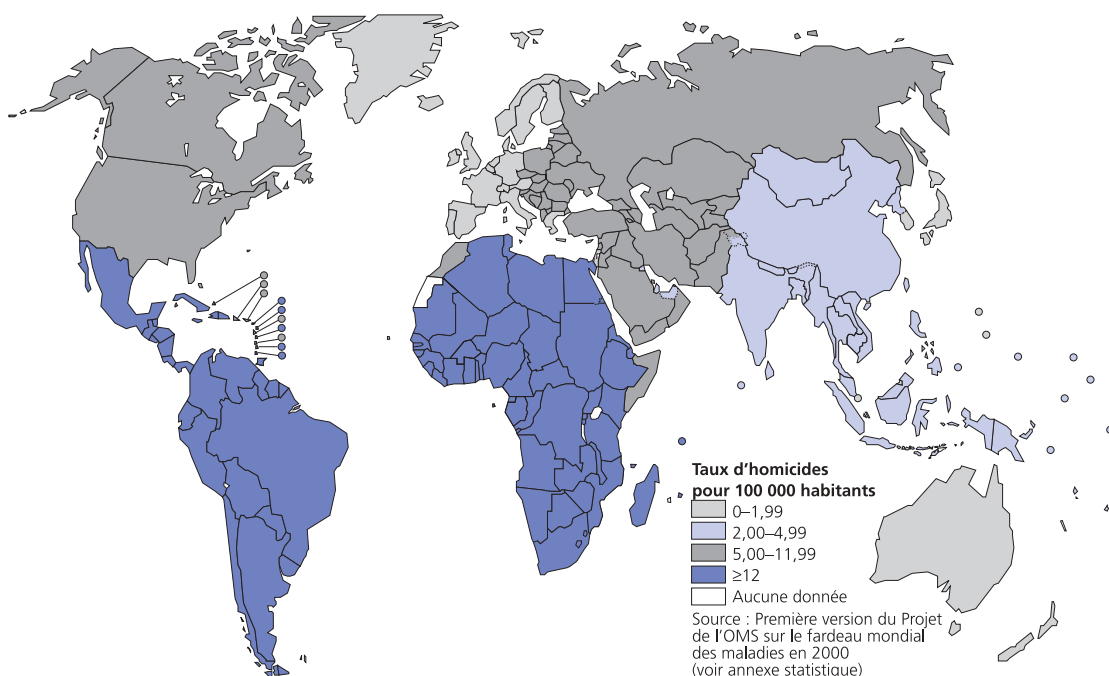 Taux d'homicides
pour 100 000 habitants
0–1,99
2,00–4,99
5,00–11,99
≥12
Aucune donnée
Source : Première version du Projet
de l'OMS sur le fardeau mondial
des maladies en 2000
(voir annexe statistique)